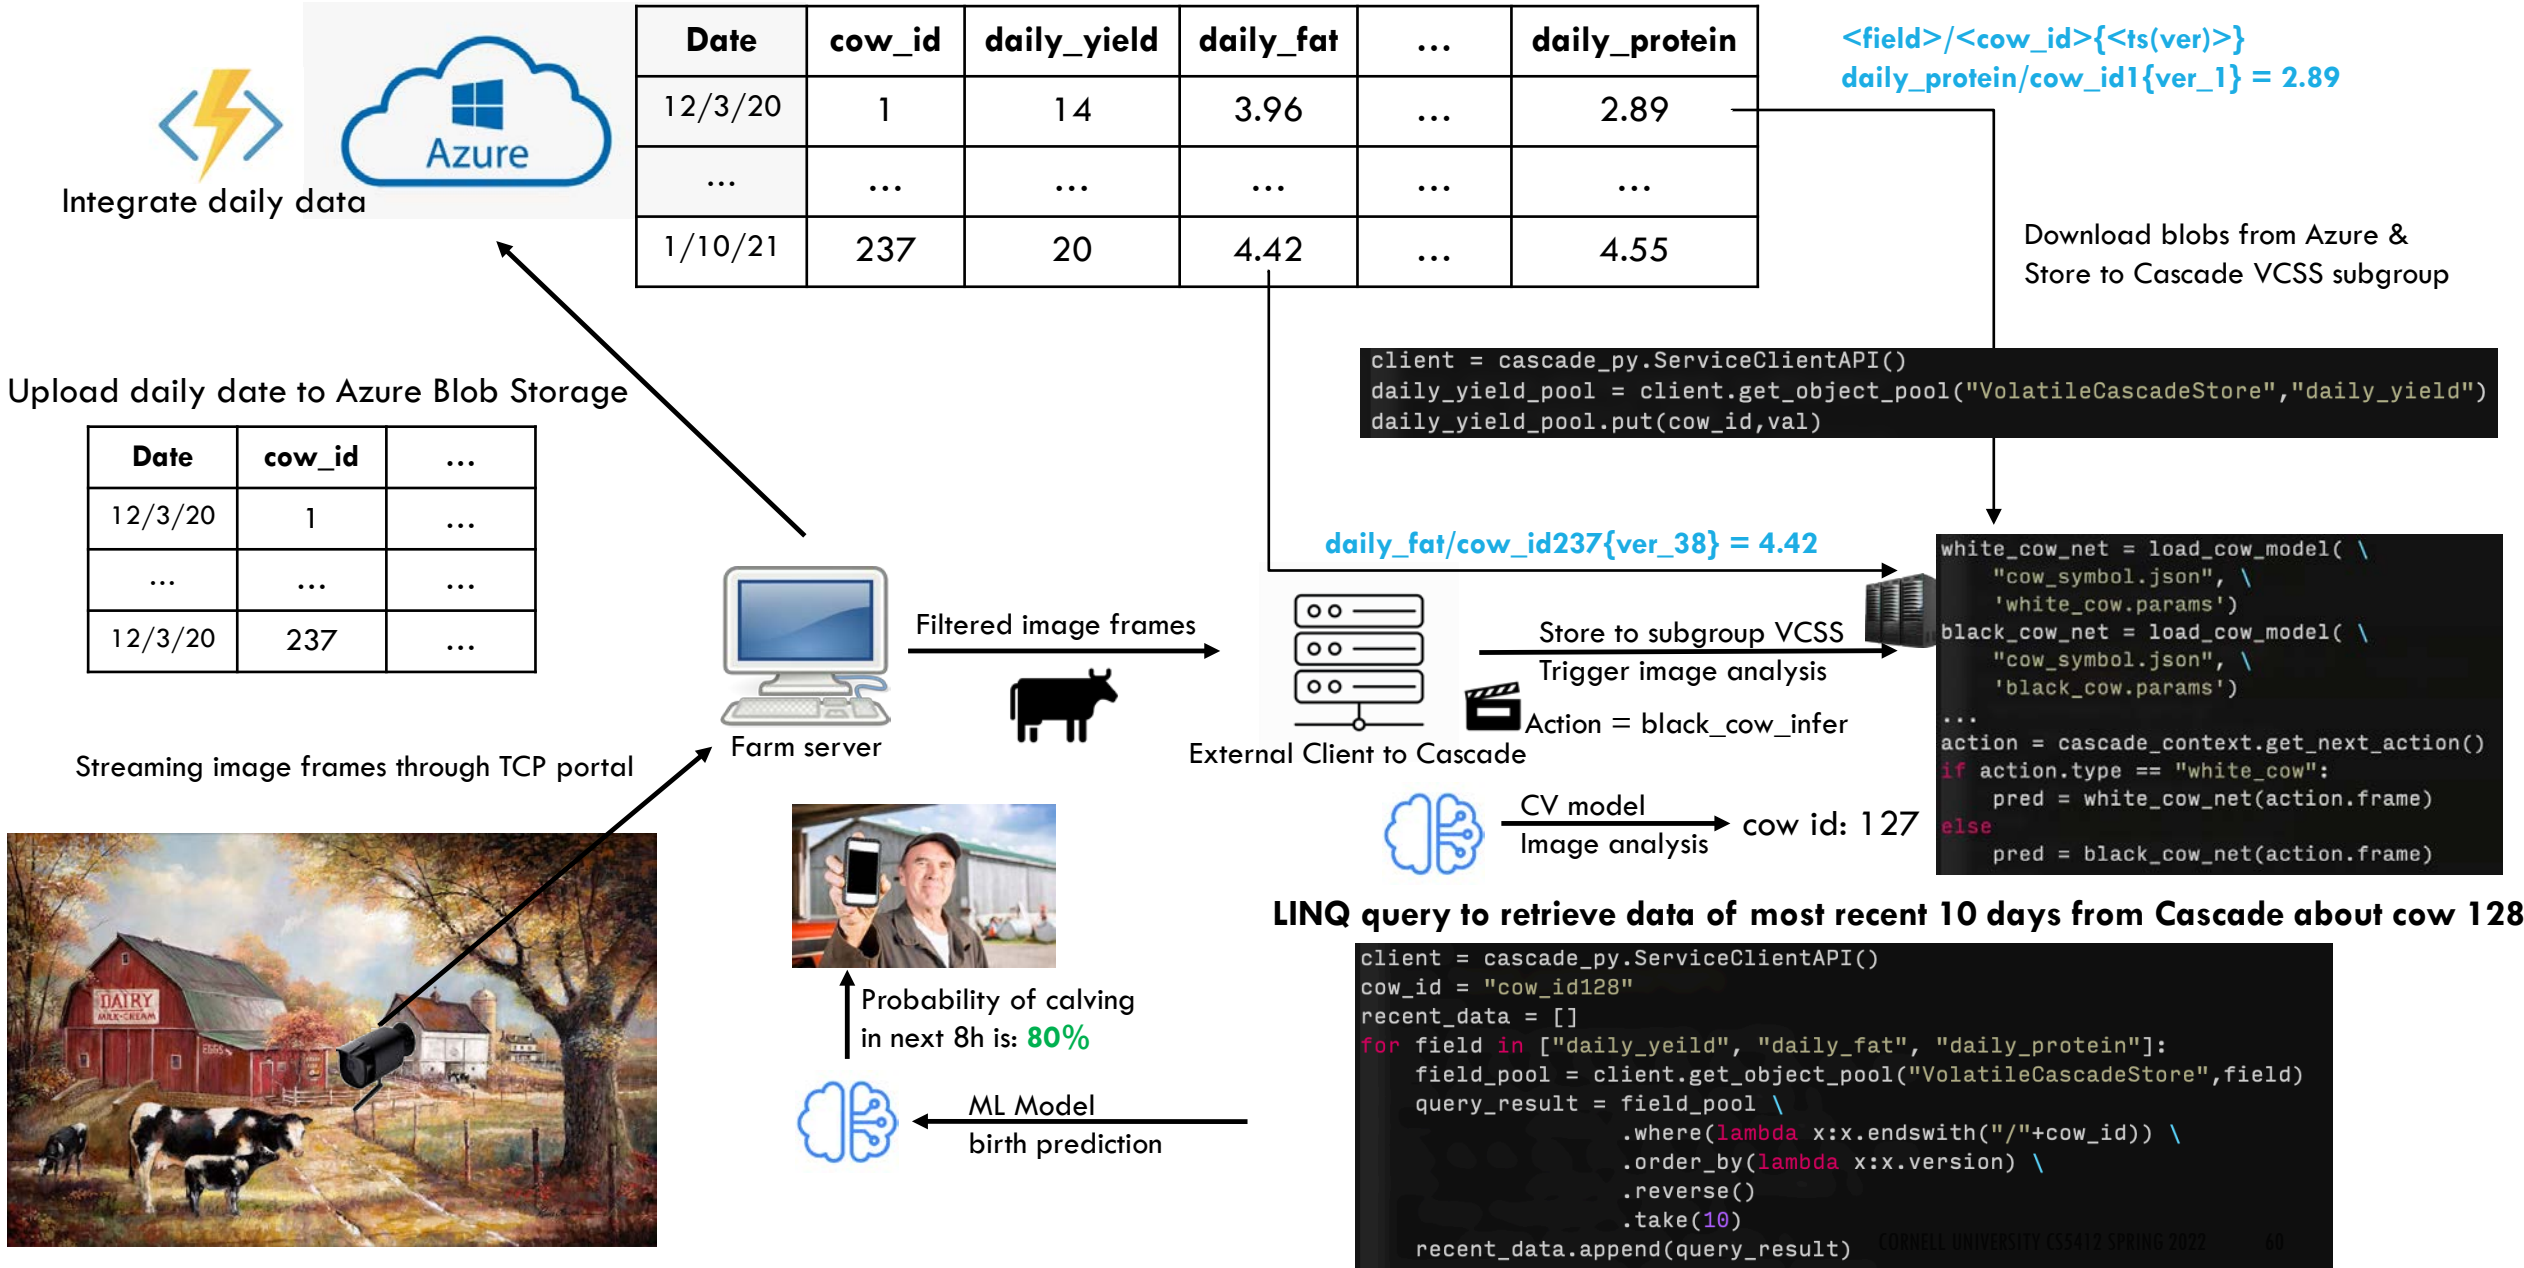 Date cow_id daily_yield daily_fat ... daily_protein
12/3/20 1 14 3.96 ... 2.89
... ... ... ... ... ...
1/10/21 237 20 4.42 ... 4.55
Azure
Integrate daily data
<field>/<cow_id>{<ts(ver)>}
daily_protein/cow_id1{ver_1} = 2.89
Download blobs from Azure &
Store to Cascade VCSS subgroup
client = cascade_py.ServiceClientAPI()
daily_yield_pool = client.get_object_pool("VolatileCascadeStore","daily_yield")
daily_yield_pool.put(cow_id,val)
Upload daily date to Azure Blob Storage
Date cow_id ...
12/3/20 1 ...
... ... ...
12/3/20 237 ...
daily_fat/cow_id237{ver_38} = 4.42
Farm server
Filtered image frames
External Client to Cascade
Store to subgroup VCSS
Trigger image analysis
Action = black_cow_infer
white_cow_net = load_cow_model( \
"cow_symbol.json", \
'white_cow.params')
black_cow_net = load_cow_model( \
"cow_symbol.json", \
'black_cow.params')
...
action = cascade_context.get_next_action()
if action.type == "white_cow":
pred = white_cow_net(action.frame)
else
pred = black_cow_net(action.frame)
Streaming image frames through TCP portal
CV model
Image analysis
cow id: 127
DAIRY
MILK-CREAM
EGGS
Probability of calving
in next 8h is: 80%
ML Model
birth prediction
LINQ query to retrieve data of most recent 10 days from Cascade about cow 128
client = cascade_py.ServiceClientAPI()
cow_id = "cow_id128"
recent_data = []
for field in ["daily_yeild", "daily_fat", "daily_protein"]:
field_pool = client.get_object_pool("VolatileCascadeStore",field)
query_result = field_pool \
.where(lambda x:x.endswith("/"+cow_id)) \
.order_by(lambda x:x.version) \
.reverse()
.take(10)
recent_data.append(query_result)
CORNELL UNIVERSITY CS5412 SPRING 2022 60